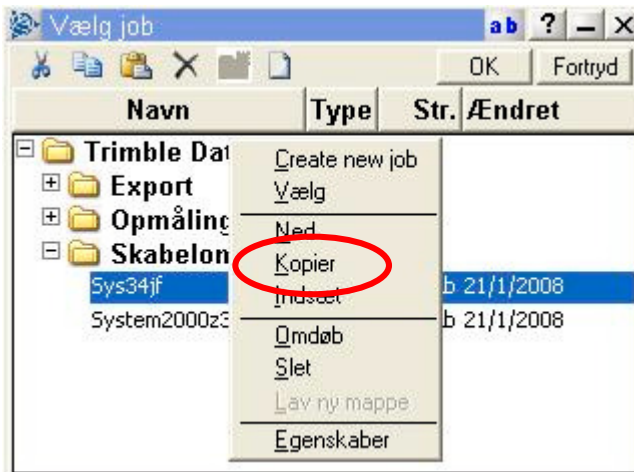 Vælg job
ab ?
OK Fortryd
Navn Type Str. Ændret
Trimble Dat
Export
Opmåling
Skabelon
Sys34jf b 21/1/2008
System2000z3 b 21/1/2008
Create new job
Vælg
Ned
Kopier
Indsæt
Omdøb
Slet
Lav ny mappe
Egenskaber